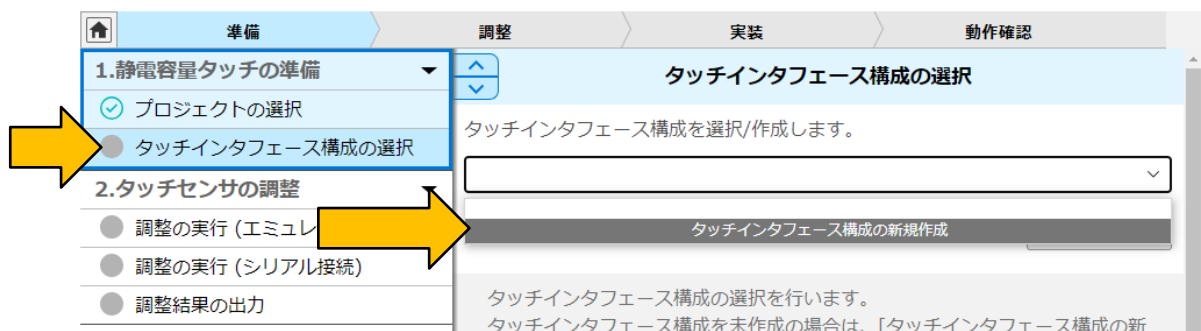 準備
調整
実装
動作確認
1.静電容量タッチの準備
プロジェクトの選択
タッチインタフェース構成の選択
2.タッチセンサの調整
調整の実行 (エミュレ
調整の実行 (シリアル接続)
調整結果の出力
タッチインタフェース構成の選択
タッチインタフェース構成を選択/作成します。
タッチインタフェース構成の新規作成
タッチインタフェース構成の選択を行います。
タッチインタフェース構成を未作成の場合は、[タッチインタフェース構成の新